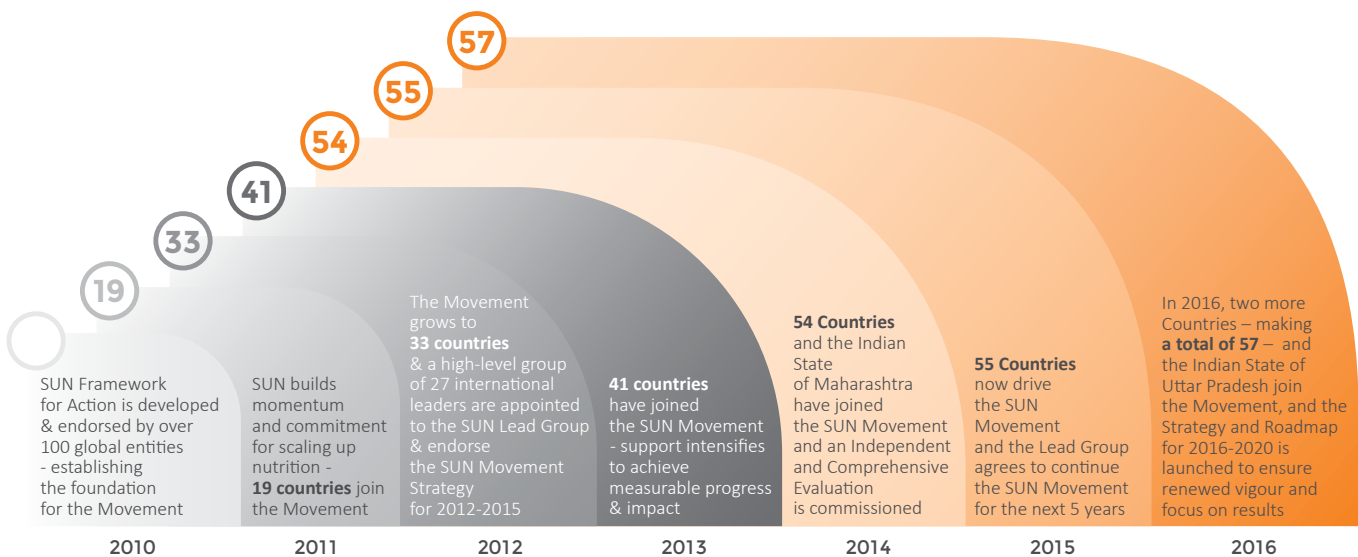 57
55
54
41
33
19
SUN Framework
for Action is developed
& endorsed by over
100 global entities
- establishing
the foundation
for the Movement
SUN builds
momentum
and commitment
for scaling up
nutrition -
19 countries join
the Movement
The Movement
grows to
33 countries
& a high-level group
of 27 international
leaders are appointed
to the SUN Lead Group
& endorse
the SUN Movement
Strategy
for 2012-2015
41 countries
have joined
the SUN Movement
- support intensifies
to achieve
measurable progress
& impact
54 Countries
and the Indian
State
of Maharashtra
have joined
the SUN Movement
and an Independent
and Comprehensive
Evaluation
is commissioned
55 Countries
now drive
the SUN
Movement
and the Lead Group
agrees to continue
the SUN Movement
for the next 5 years
In 2016, two more
Countries – making
a total of 57 – and
the Indian State of
Uttar Pradesh join
the Movement, and the
Strategy and Roadmap
for 2016-2020 is
launched to ensure
renewed vigour and
focus on results
2010
2011
2012
2013
2014
2015
2016